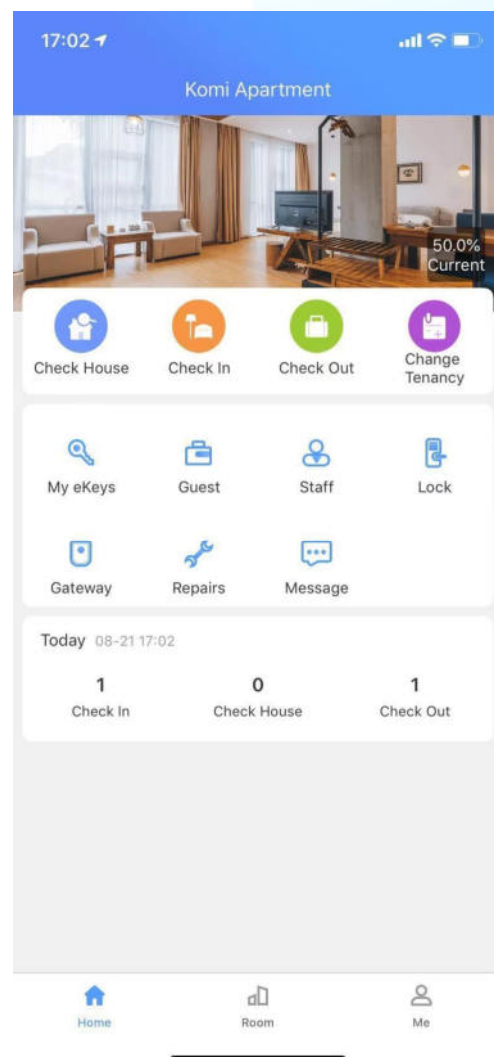 17:02
Komi Apartment
50.0%
Current
Check House
Check In
Check Out
Change
Tenancy
My eKeys
Guest
Staff
Lock
Gateway
Repairs
Message
Today 08-21 17:02
1
0
1
Check In
Check House
Check Out
Home
Room
Me